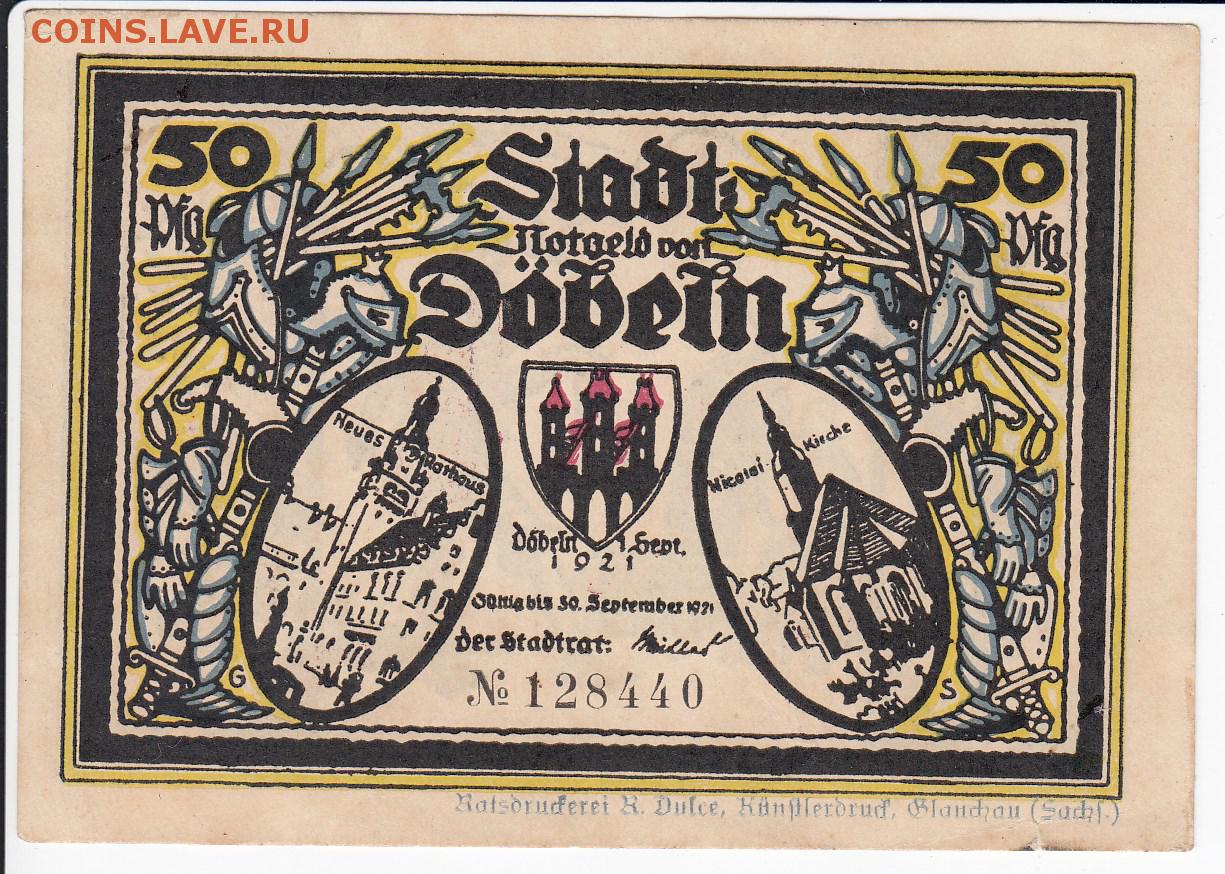 COINS.LAVE.RU
50 Stadt= 50
Pfg Notgeld von Pfg
Döbeln
Neues Rathaus
Nicolai-Kirche
Döbeln 1. Sept.
1921
Gültig bis 30. September 1921
der Stadtrat:
№ 128440
G S
Ratsdruckerei R. Dulce, Künstlerdruck, Glauchau (Sachs.)